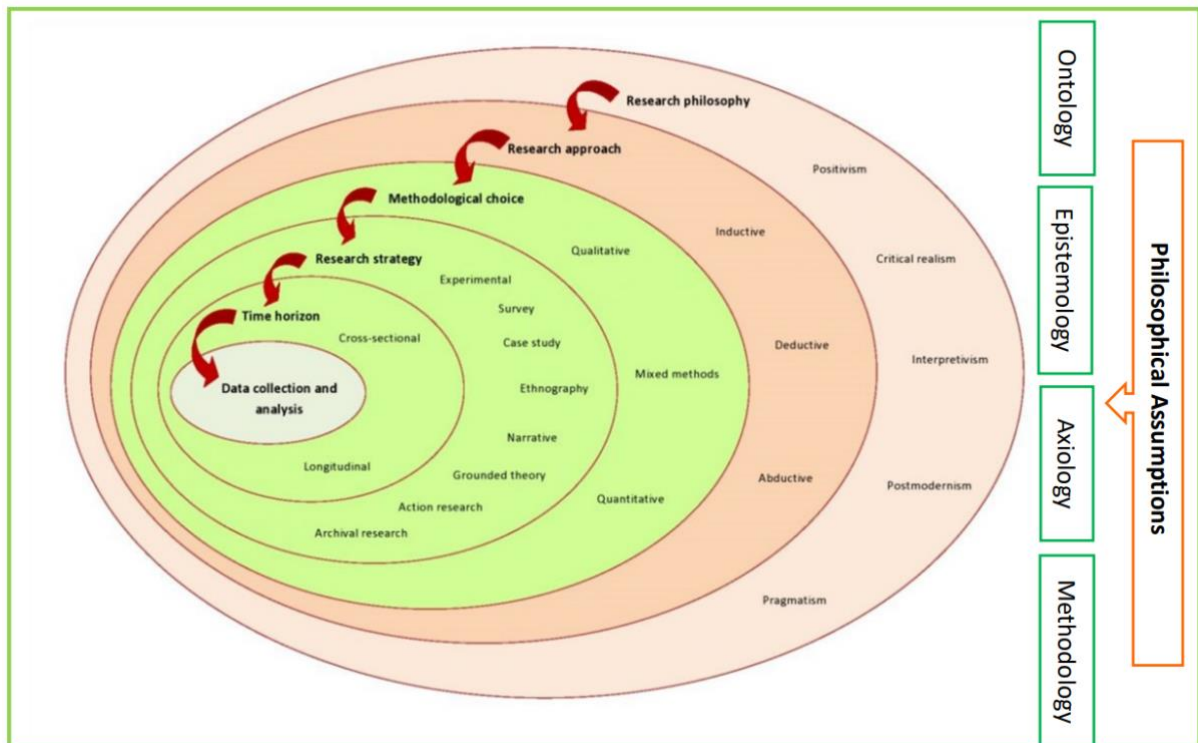 Research philosophy
Research approach
Methodological choice
Research strategy
Time horizon
Data collection and
analysis
Cross-sectional
Longitudinal
Experimental
Survey
Case study
Ethnography
Narrative
Grounded theory
Action research
Archival research
Qualitative
Mixed methods
Quantitative
Inductive
Deductive
Abductive
Positivism
Critical realism
Interpretivism
Postmodernism
Pragmatism
Ontology
Epistemology
Axiology
Methodology
Philosophical Assumptions